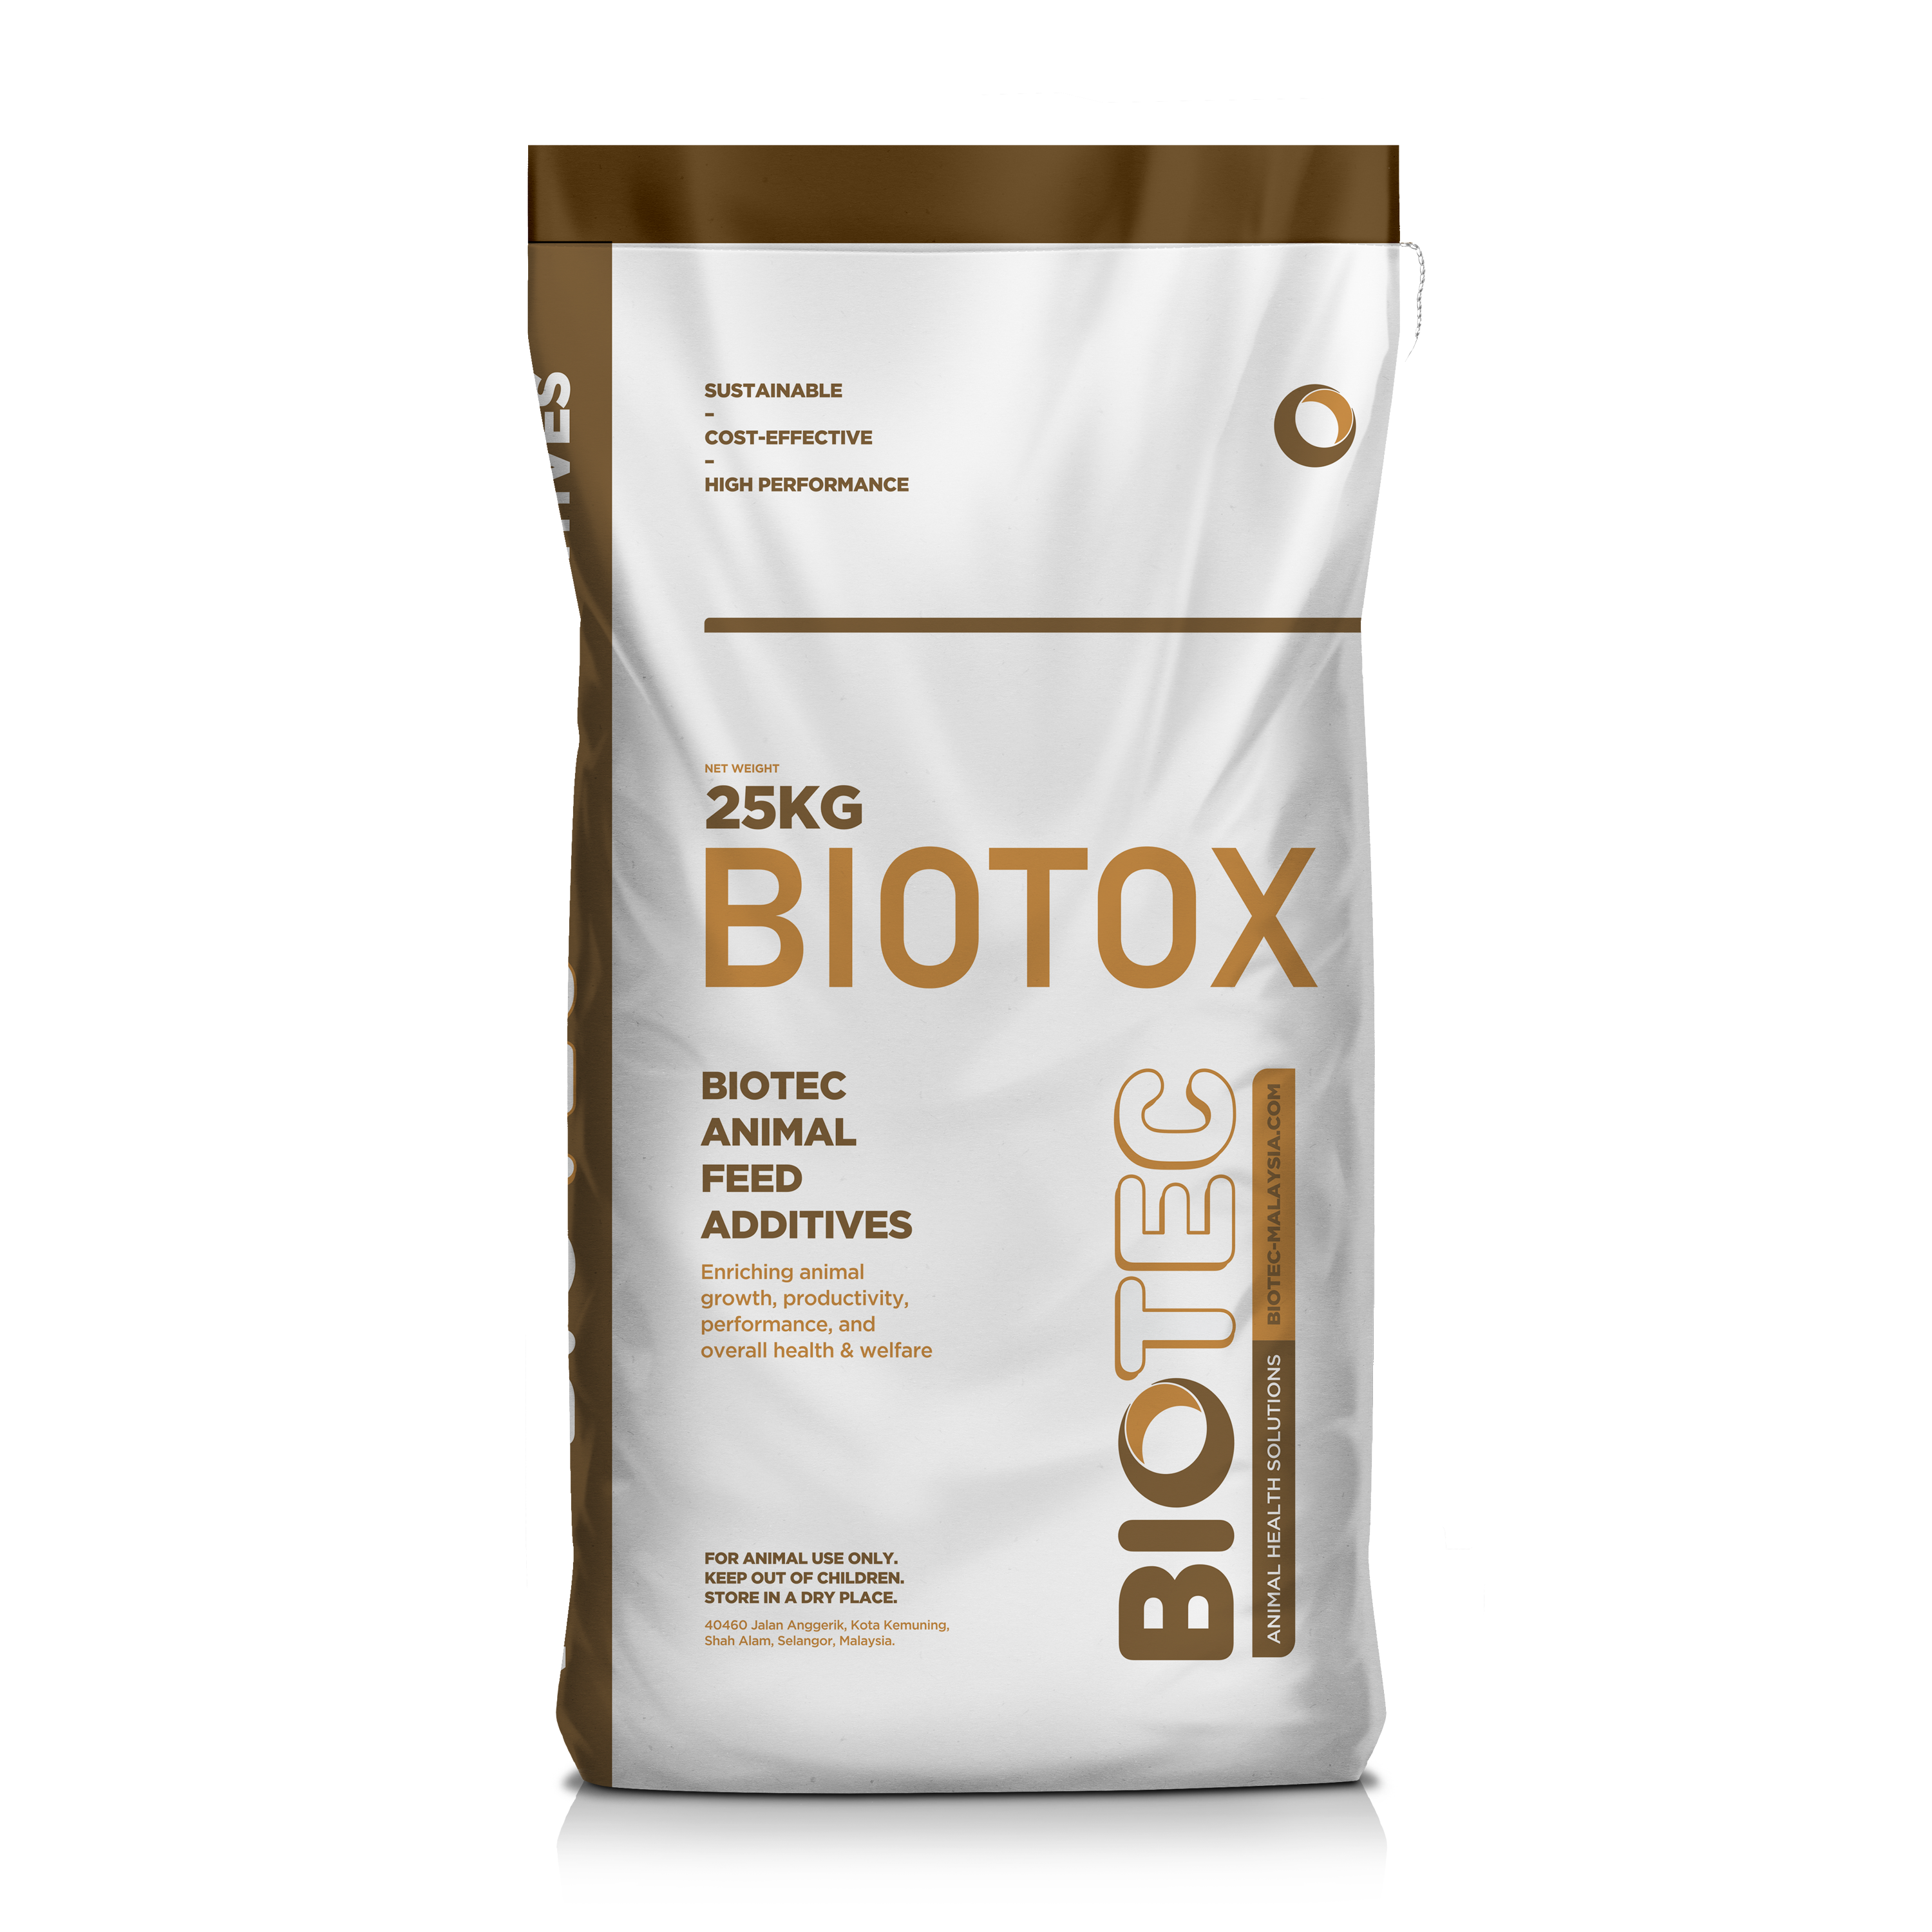 SUSTAINABLE
–
COST-EFFECTIVE
–
HIGH PERFORMANCE
NET WEIGHT
25KG
BIOTOX
BIOTEC
ANIMAL
FEED
ADDITIVES
Enriching animal
growth, productivity,
performance, and
overall health & welfare
BIOTEC
ANIMAL HEALTH SOLUTIONS
BIOTEC-MALAYSIA.COM
FOR ANIMAL USE ONLY.
KEEP OUT OF CHILDREN.
STORE IN A DRY PLACE.
40460 Jalan Anggerik, Kota Kemuning,
Shah Alam, Selangor, Malaysia.